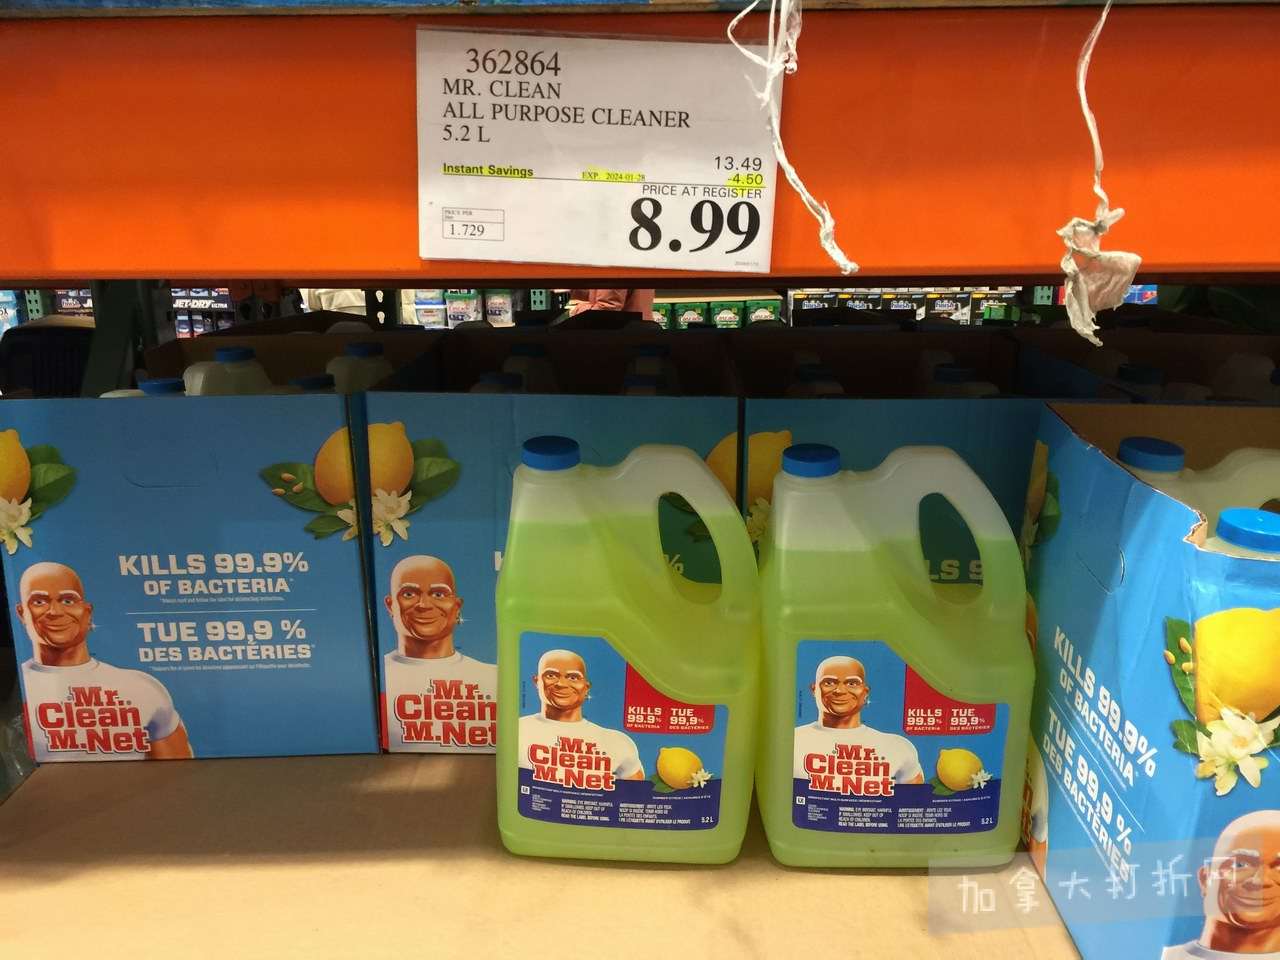 362864
MR. CLEAN
ALL PURPOSE CLEANER
5.2 L
13.49
Instant Savings EXP. 2024-01-28 -4.50
PRICE AT REGISTER
8.99
PRICE PER
1.729
JET-DRY ULTRA
finish
KILLS 99.9%
OF BACTERIA
TUE 99,9 %
DES BACTÉRIES
Mr.
Clean
M.Net
Mr.
Clean
M.Net
KILLS
99.9%
OF BACTERIA
TUE
99,9%
DES BACTÉRIES
Mr.
Clean
M.Net
5.2 L
KILLS
99.9%
OF BACTERIA
TUE
99,9%
DES BACTÉRIES
Mr.
Clean
M.Net
5.2 L
KILLS 99.9%
OF BACTERIA
TUE 99,9 %
DES BACTÉRIES
加拿大打折网